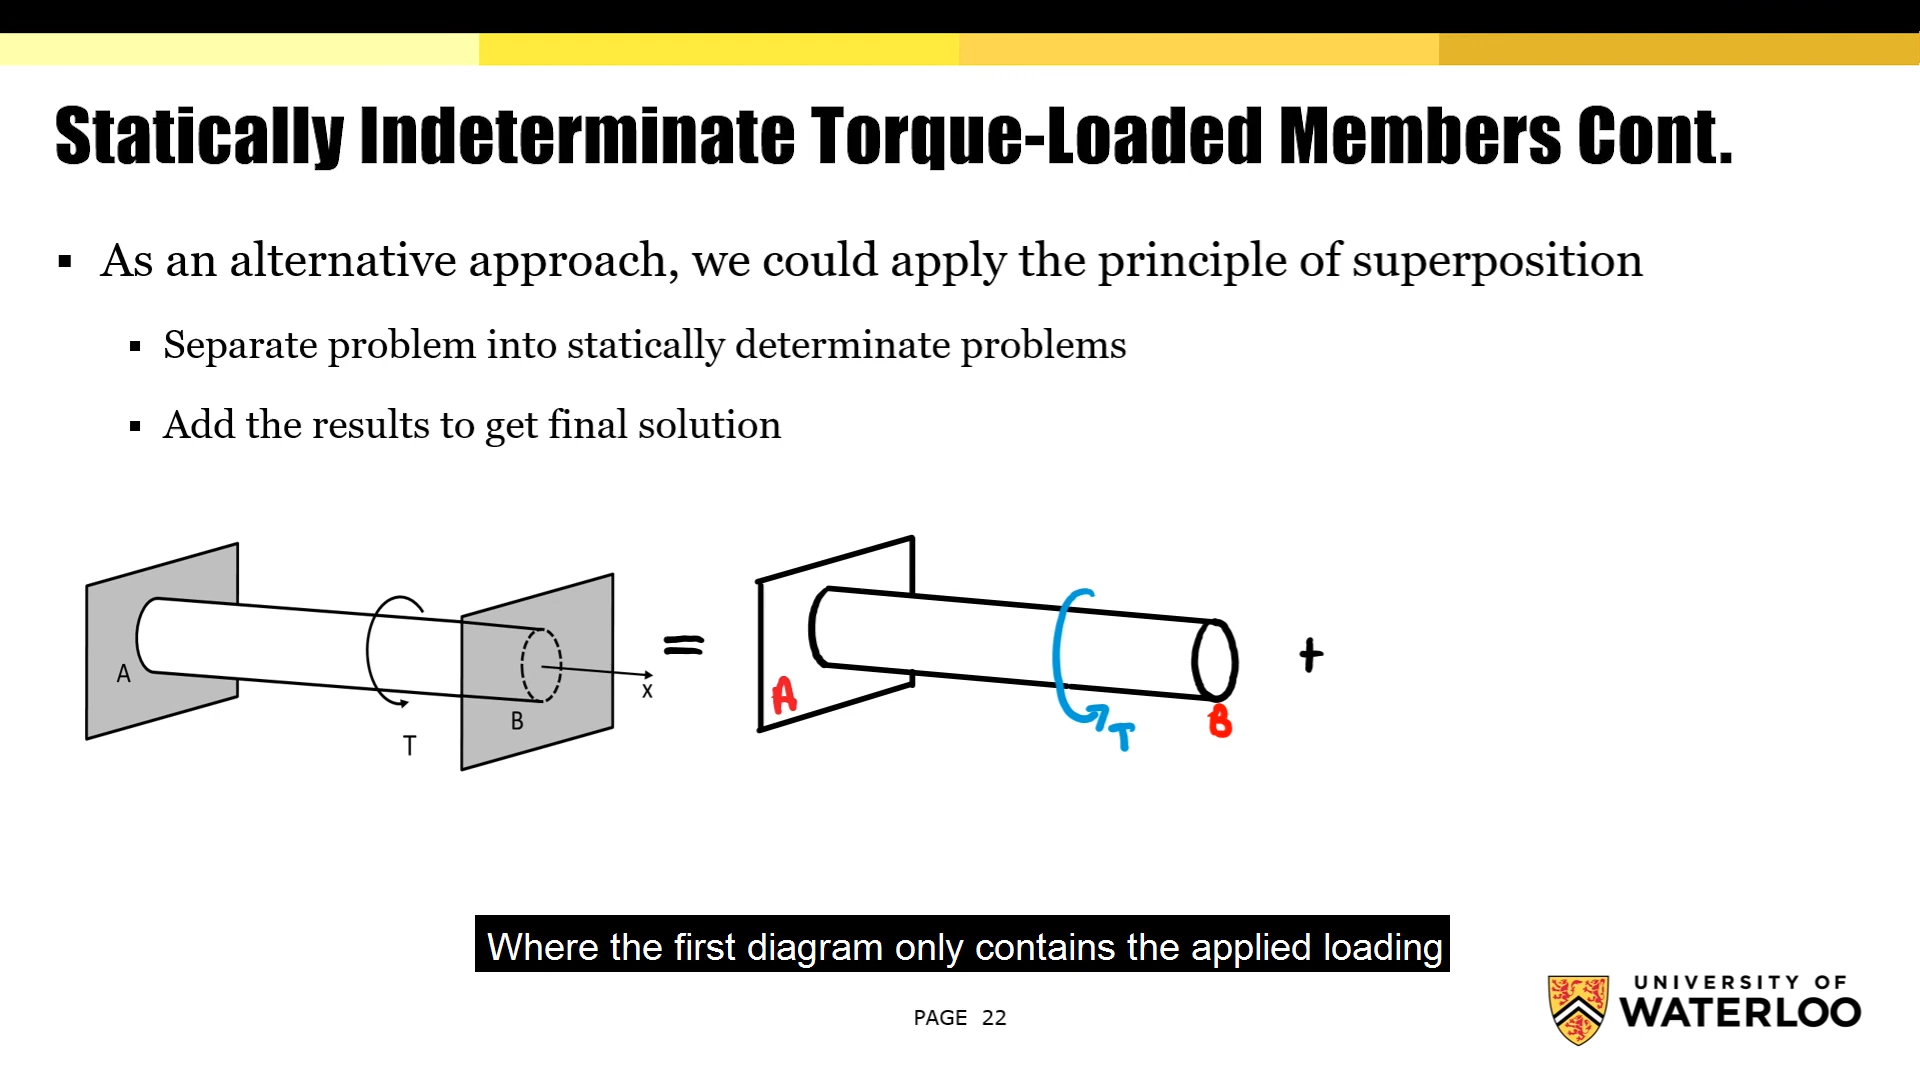 Statically Indeterminate Torque-Loaded Members Cont.
▪ As an alternative approach, we could apply the principle of superposition
▪ Separate problem into statically determinate problems
▪ Add the results to get final solution
A
T
B
x
=
A
T
B
+
Where the first diagram only contains the applied loading
PAGE 22
UNIVERSITY OF
WATERLOO